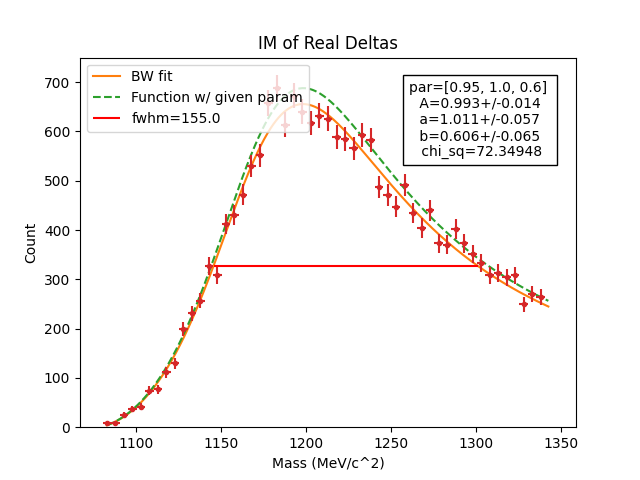 IM of Real Deltas
BW fit
Function w/ given param
fwhm=155.0
par=[0.95, 1.0, 0.6]
A=0.993+/-0.014
a=1.011+/-0.057
b=0.606+/-0.065
chi_sq=72.34948
700
600
500
400
300
200
100
0
Count
1100 1150 1200 1250 1300 1350
Mass (MeV/c^2)